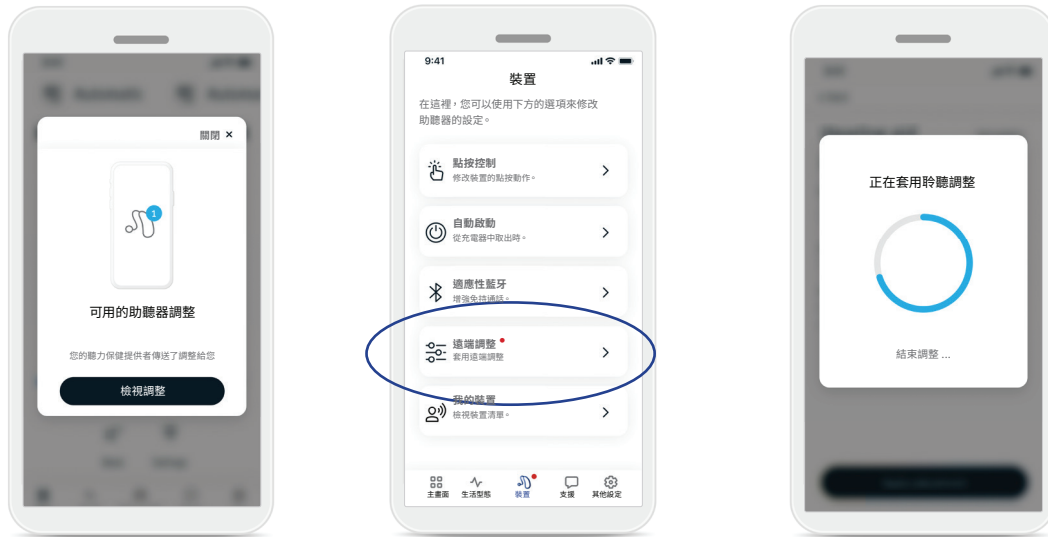 關閉 ×
1
可用的助聽器調整
您的聽力保健提供者傳送了調整給您
檢視調整
9:41
裝置
在這裡,您可以使用下方的選項來修改
助聽器的設定。
點按控制
修改裝置的點按動作。
自動啟動
從充電器中取出時。
適應性藍牙
增強免持通話。
遠端調整
套用遠端調整
我的裝置
檢視裝置清單。
主畫面 生活型態 裝置 支援 其他設定
正在套用聆聽調整
結束調整 ...